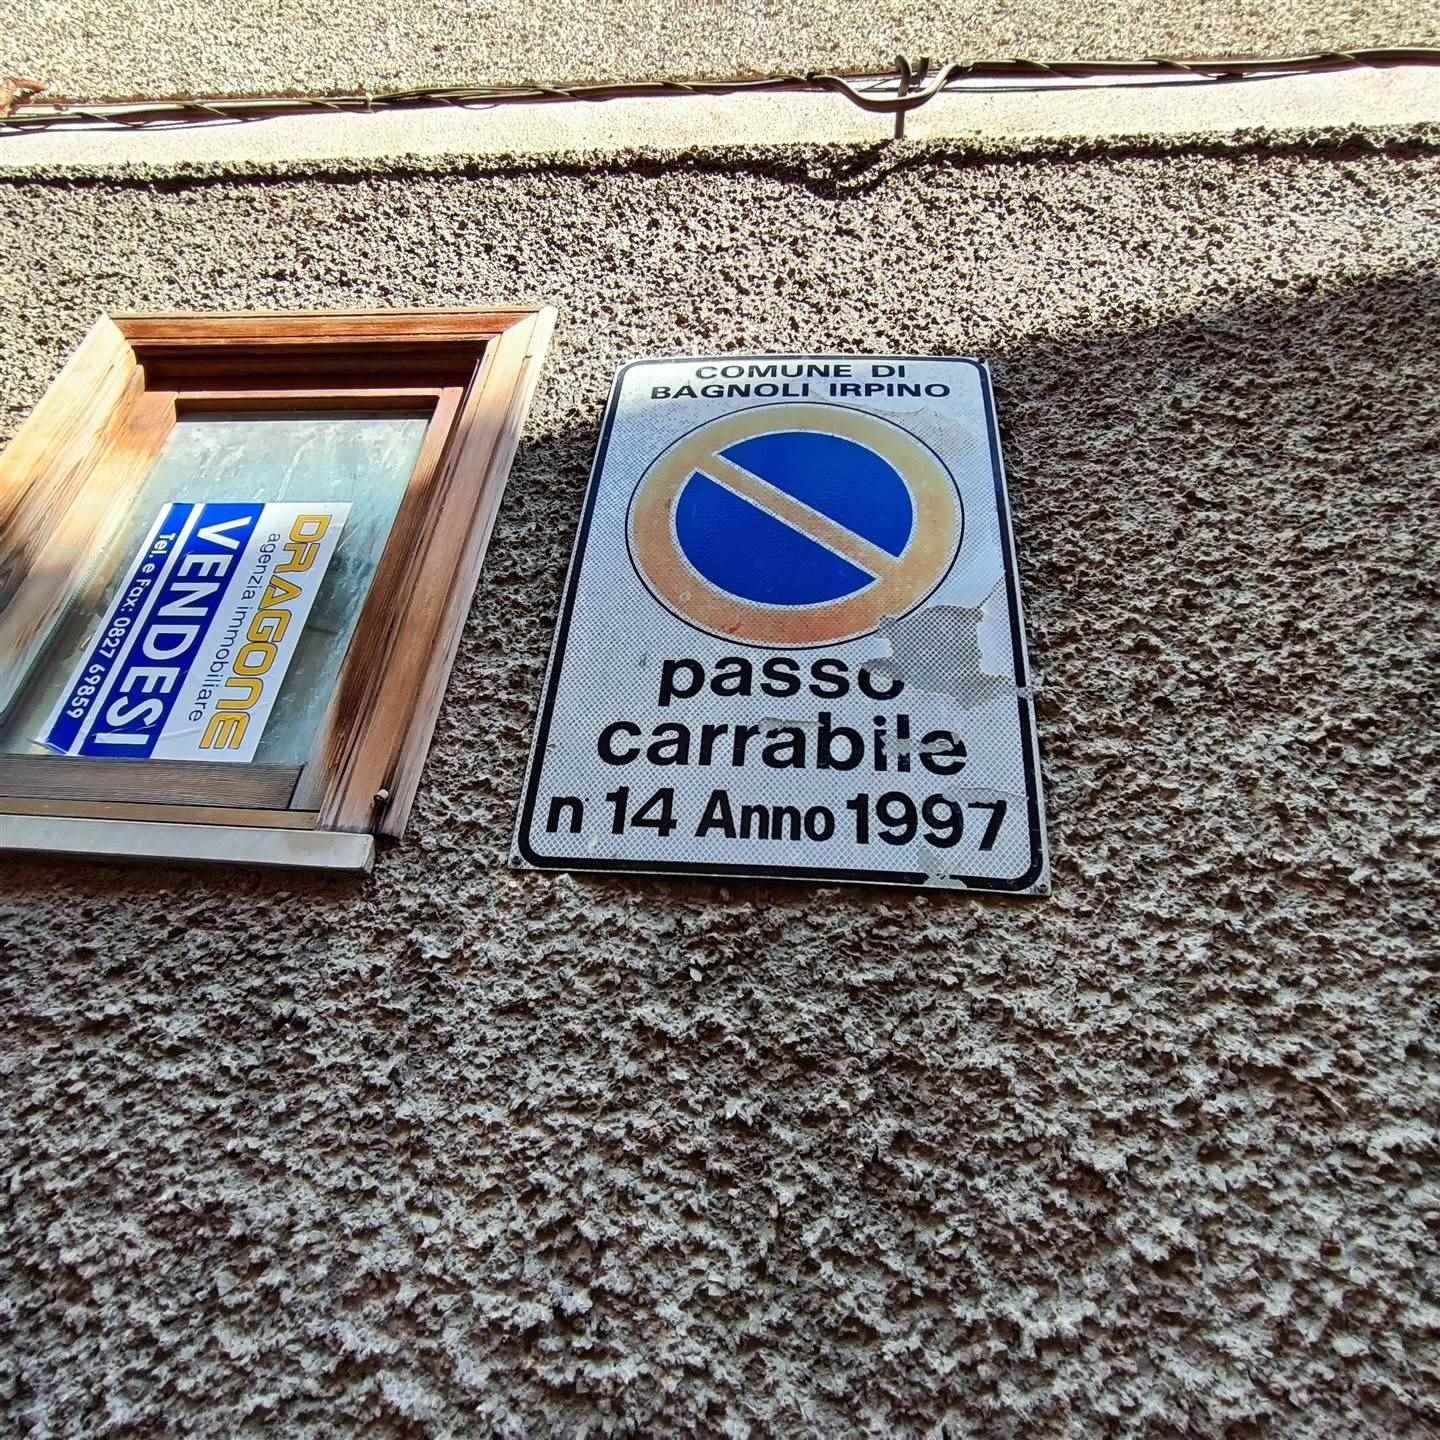 COMUNE DI
BAGNOLI IRPINO
passo
carrabile
n 14 Anno 1997
DRAGONE
agenzia immobiliare
VENDESI
Tel. e Fax: 0827 69859